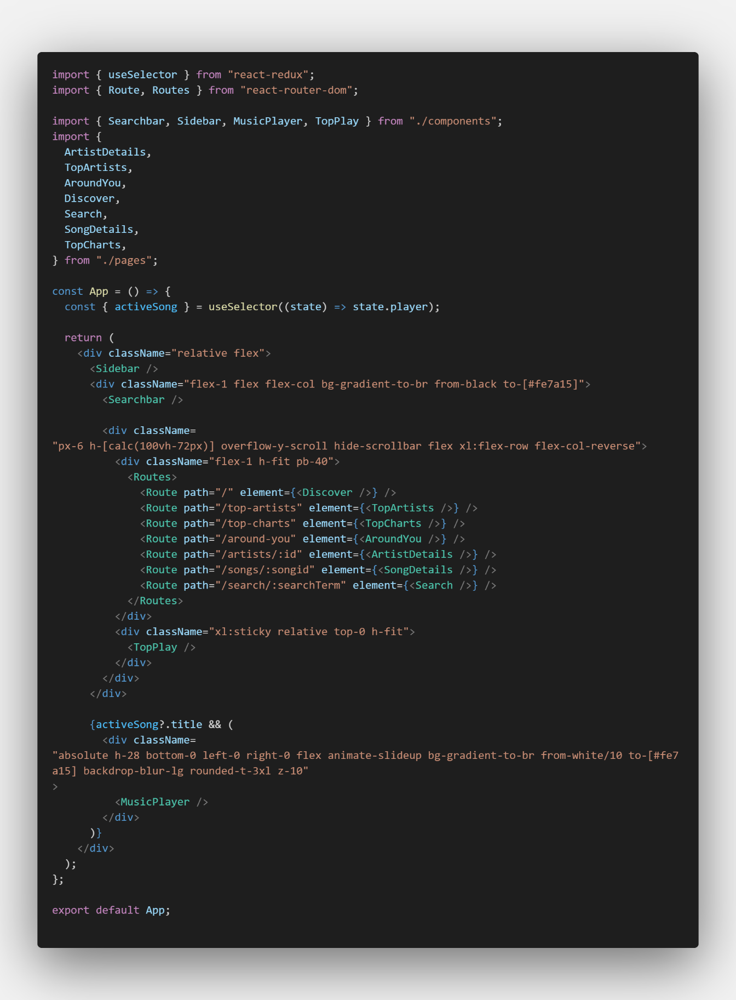 import { useSelector } from "react-redux";
import { Route, Routes } from "react-router-dom";

import { Searchbar, Sidebar, MusicPlayer, TopPlay } from "./components";
import {
  ArtistDetails,
  TopArtists,
  AroundYou,
  Discover,
  Search,
  SongDetails,
  TopCharts,
} from "./pages";

const App = () => {
  const { activeSong } = useSelector((state) => state.player);

  return (
    <div className="relative flex">
      <Sidebar />
      <div className="flex-1 flex flex-col bg-gradient-to-br from-black to-[#fe7a15]">
        <Searchbar />

        <div className=
"px-6 h-[calc(100vh-72px)] overflow-y-scroll hide-scrollbar flex xl:flex-row flex-col-reverse">
          <div className="flex-1 h-fit pb-40">
            <Routes>
              <Route path="/" element={<Discover />} />
              <Route path="/top-artists" element={<TopArtists />} />
              <Route path="/top-charts" element={<TopCharts />} />
              <Route path="/around-you" element={<AroundYou />} />
              <Route path="/artists/:id" element={<ArtistDetails />} />
              <Route path="/songs/:songid" element={<SongDetails />} />
              <Route path="/search/:searchTerm" element={<Search />} />
            </Routes>
          </div>
          <div className="xl:sticky relative top-0 h-fit">
            <TopPlay />
          </div>
        </div>
      </div>

      {activeSong?.title && (
        <div className=
"absolute h-28 bottom-0 left-0 right-0 flex animate-slideup bg-gradient-to-br from-white/10 to-[#fe7
a15] backdrop-blur-lg rounded-t-3xl z-10"
>
          <MusicPlayer />
        </div>
      )}
    </div>
  );
};

export default App;